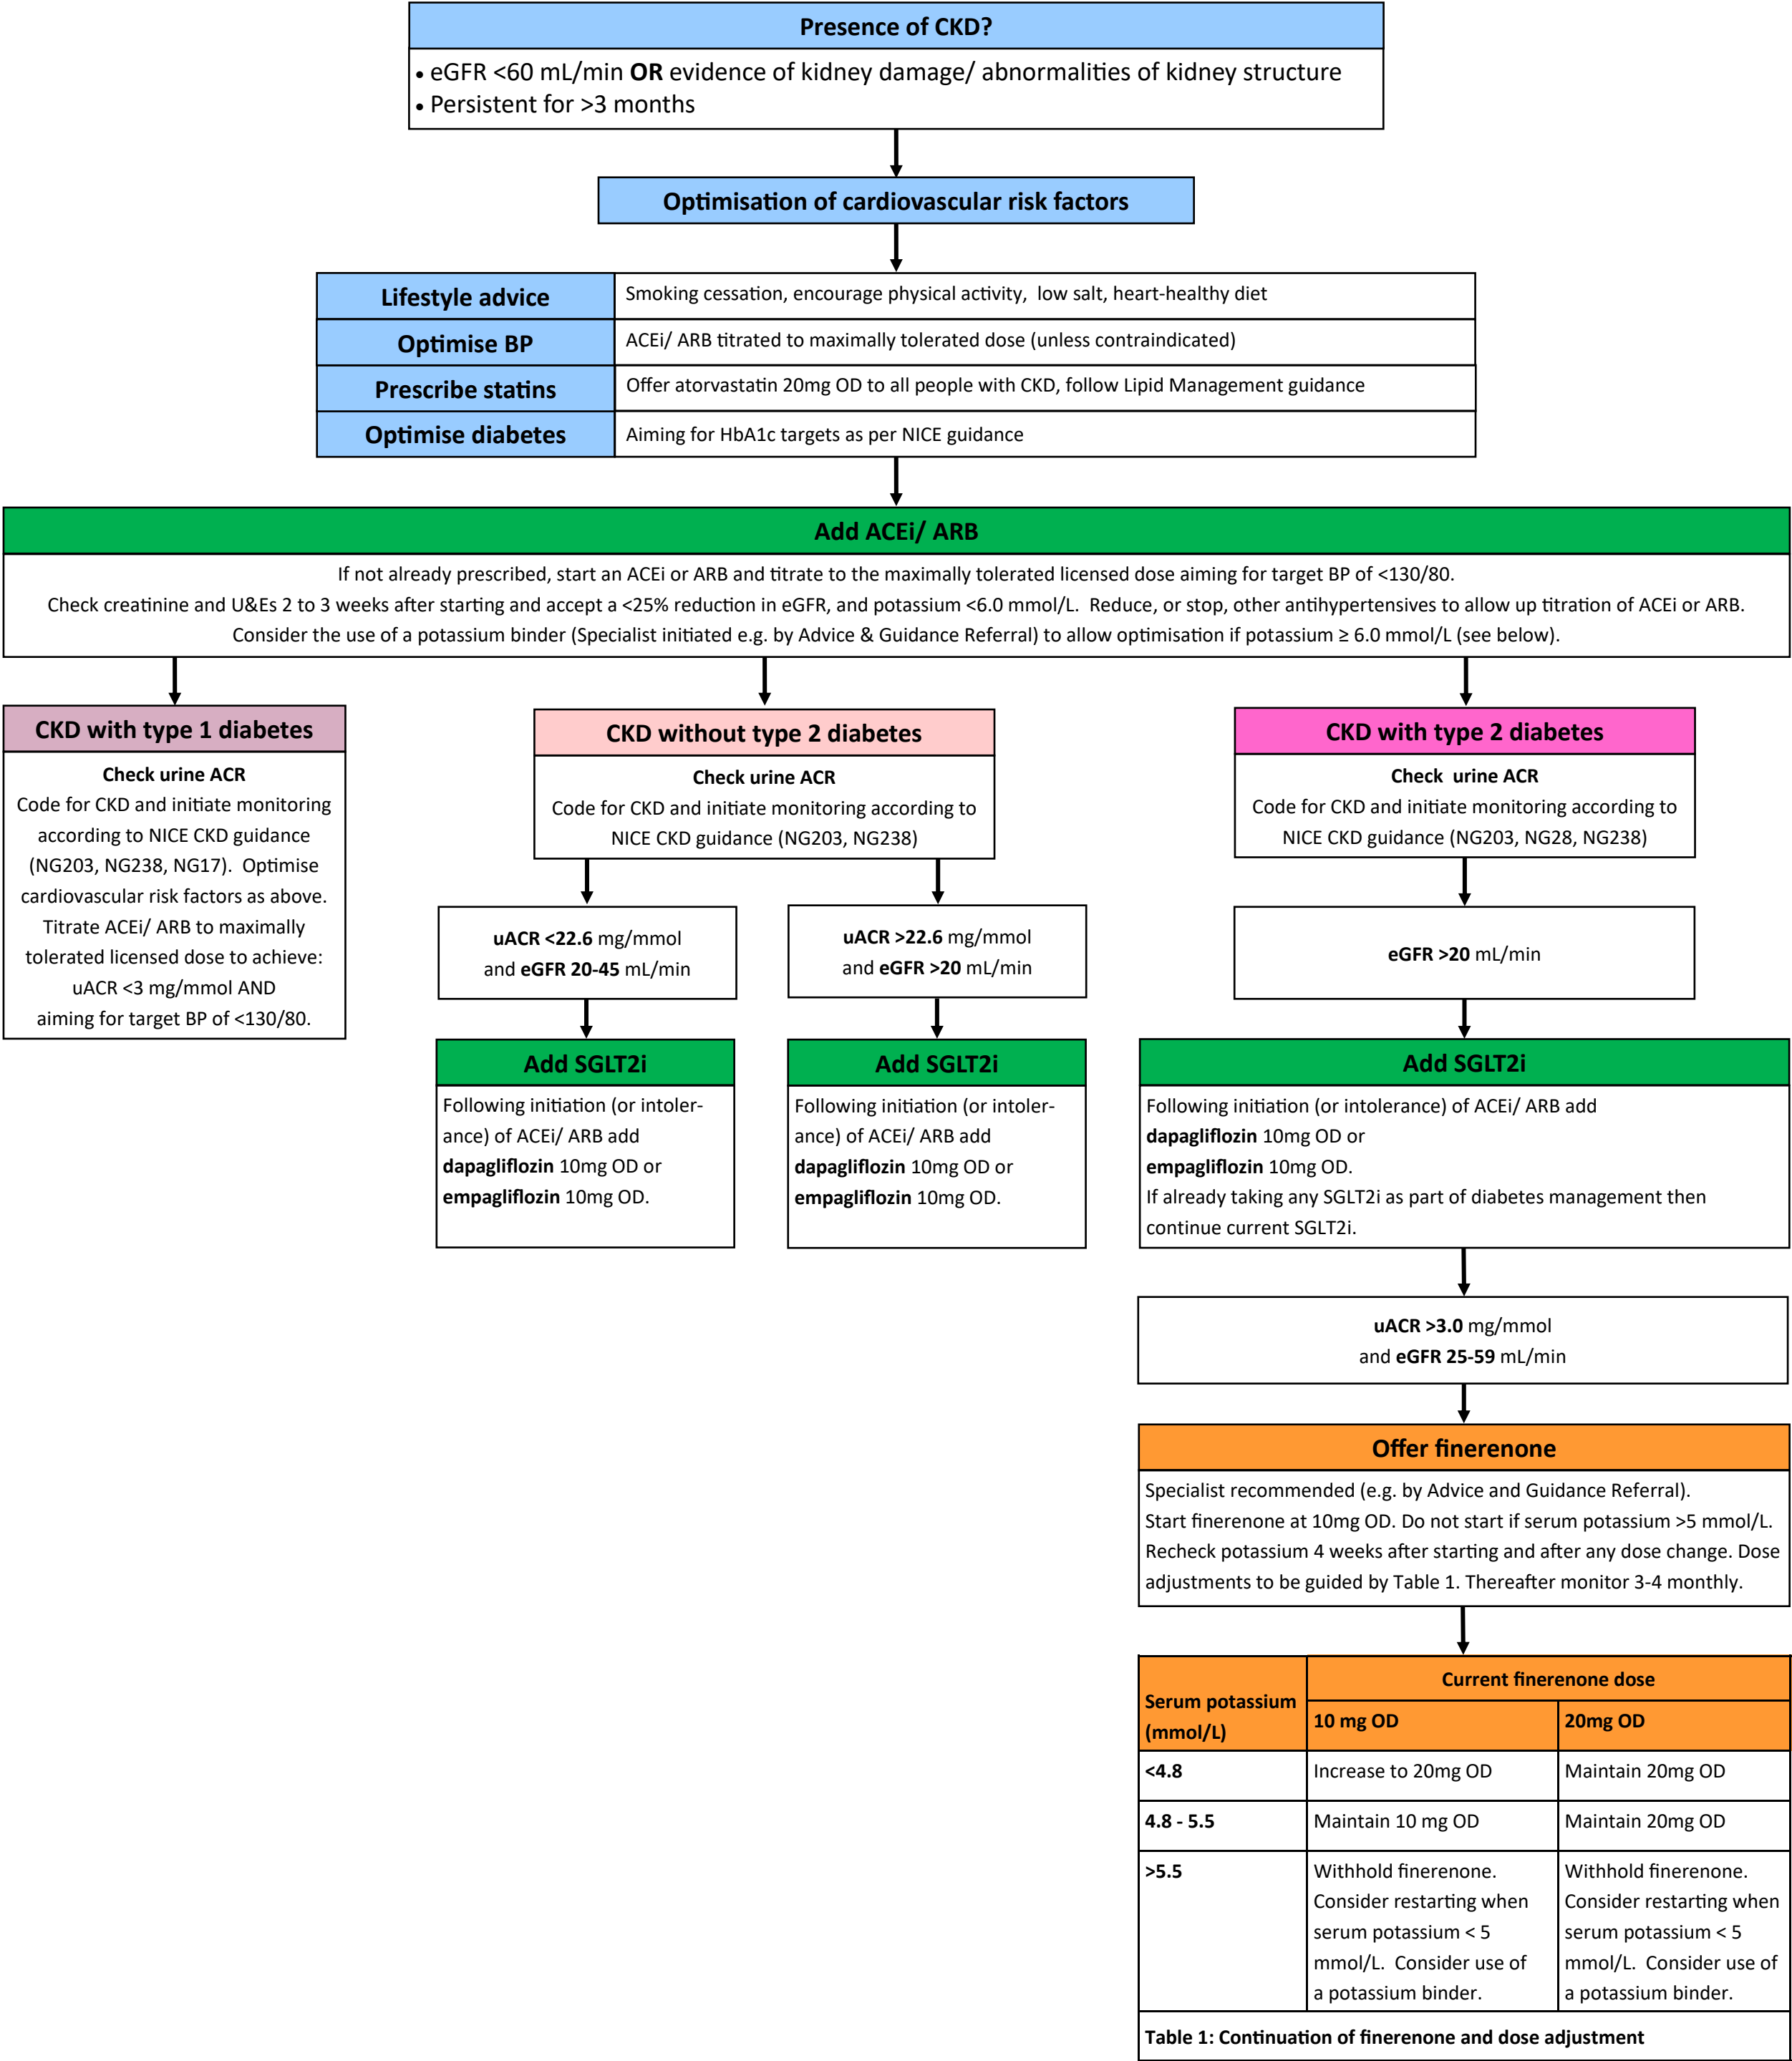 Presence of CKD?
• eGFR <60 mL/min OR evidence of kidney damage/ abnormalities of kidney structure
• Persistent for >3 months
Optimisation of cardiovascular risk factors
Lifestyle advice
Smoking cessation, encourage physical activity, low salt, heart-healthy diet
Optimise BP
ACEi/ ARB titrated to maximally tolerated dose (unless contraindicated)
Prescribe statins
Offer atorvastatin 20mg OD to all people with CKD, follow Lipid Management guidance
Optimise diabetes
Aiming for HbA1c targets as per NICE guidance
Add ACEi/ ARB
If not already prescribed, start an ACEi or ARB and titrate to the maximally tolerated licensed dose aiming for target BP of <130/80.
Check creatinine and U&Es 2 to 3 weeks after starting and accept a <25% reduction in eGFR, and potassium <6.0 mmol/L. Reduce, or stop, other antihypertensives to allow up titration of ACEi or ARB.
Consider the use of a potassium binder (Specialist initiated e.g. by Advice & Guidance Referral) to allow optimisation if potassium ≥ 6.0 mmol/L (see below).
CKD with type 1 diabetes
Check urine ACR
Code for CKD and initiate monitoring
according to NICE CKD guidance
(NG203, NG238, NG17). Optimise
cardiovascular risk factors as above.
Titrate ACEi/ ARB to maximally
tolerated licensed dose to achieve:
uACR <3 mg/mmol AND
aiming for target BP of <130/80.
CKD without type 2 diabetes
Check urine ACR
Code for CKD and initiate monitoring according to
NICE CKD guidance (NG203, NG238)
uACR <22.6 mg/mmol
and eGFR 20-45 mL/min
Add SGLT2i
Following initiation (or intoler-
ance) of ACEi/ ARB add
dapagliflozin 10mg OD or
empagliflozin 10mg OD.
uACR >22.6 mg/mmol
and eGFR >20 mL/min
Add SGLT2i
Following initiation (or intoler-
ance) of ACEi/ ARB add
dapagliflozin 10mg OD or
empagliflozin 10mg OD.
CKD with type 2 diabetes
Check urine ACR
Code for CKD and initiate monitoring according to
NICE CKD guidance (NG203, NG28, NG238)
eGFR >20 mL/min
Add SGLT2i
Following initiation (or intolerance) of ACEi/ ARB add
dapagliflozin 10mg OD or
empagliflozin 10mg OD.
If already taking any SGLT2i as part of diabetes management then
continue current SGLT2i.
uACR >3.0 mg/mmol
and eGFR 25-59 mL/min
Offer finerenone
Specialist recommended (e.g. by Advice and Guidance Referral).
Start finerenone at 10mg OD. Do not start if serum potassium >5 mmol/L.
Recheck potassium 4 weeks after starting and after any dose change. Dose
adjustments to be guided by Table 1. Thereafter monitor 3-4 monthly.
Serum potassium
(mmol/L)
Current finerenone dose
10 mg OD
20mg OD
<4.8
Increase to 20mg OD
Maintain 20mg OD
4.8 - 5.5
Maintain 10 mg OD
Maintain 20mg OD
>5.5
Withhold finerenone.
Consider restarting when
serum potassium < 5
mmol/L. Consider use of
a potassium binder.
Withhold finerenone.
Consider restarting when
serum potassium < 5
mmol/L. Consider use of
a potassium binder.
Table 1: Continuation of finerenone and dose adjustment